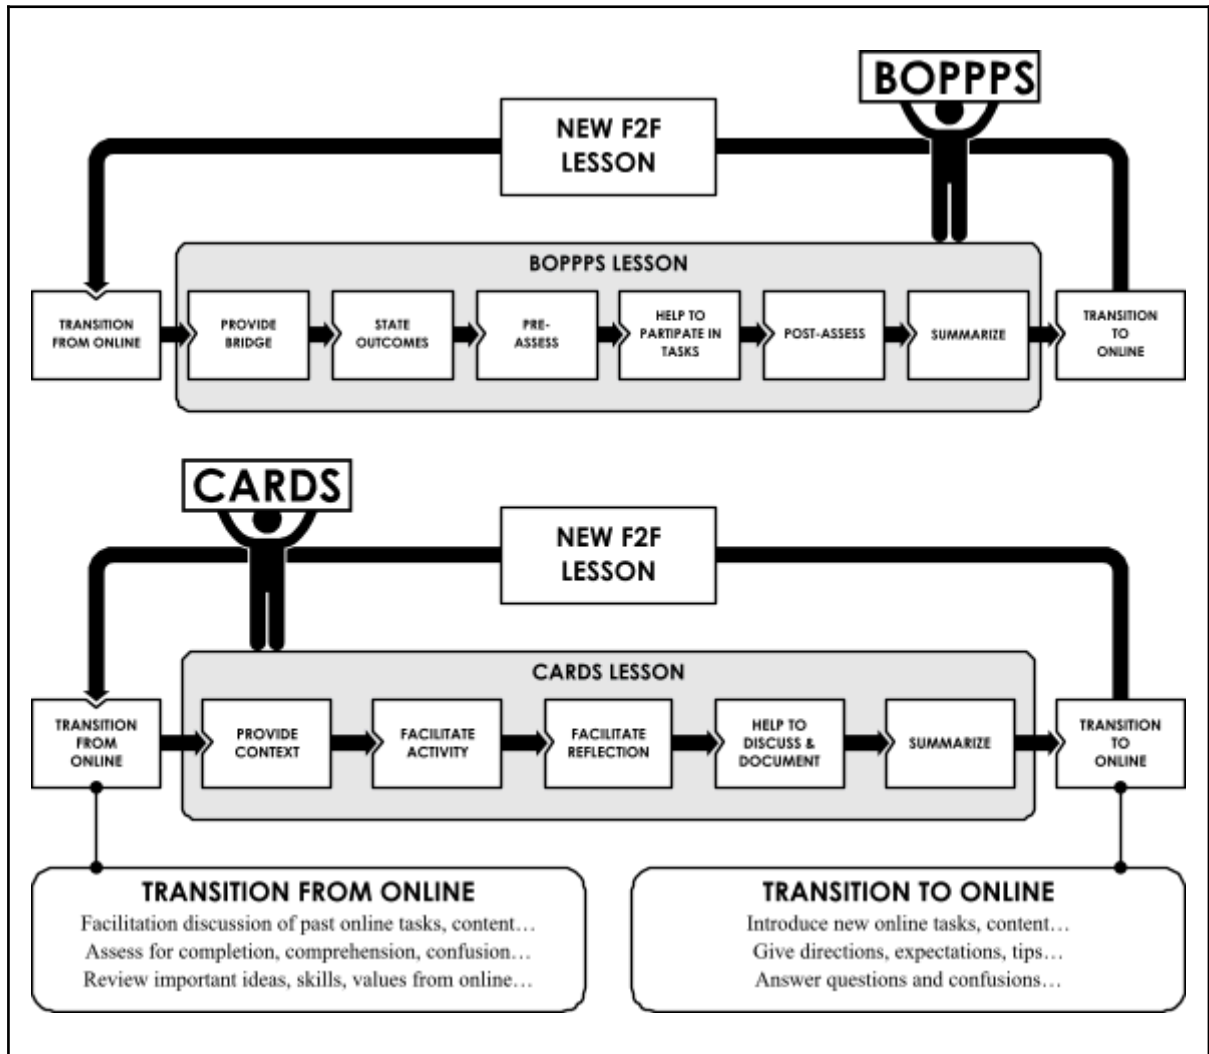 BOPPPS
NEW F2F
LESSON
BOPPPS LESSON
TRANSITION
FROM ONLINE
PROVIDE
BRIDGE
STATE
OUTCOMES
PRE-
ASSESS
HELP TO
PARTIPATE IN
TASKS
POST-ASSESS
SUMMARIZE
TRANSITION
TO
ONLINE
CARDS
NEW F2F
LESSON
CARDS LESSON
TRANSITION
FROM
ONLINE
PROVIDE
CONTEXT
FACILITATE
ACTIVITY
FACILITATE
REFLECTION
HELP TO
DISCUSS &
DOCUMENT
SUMMARIZE
TRANSITION
TO
ONLINE
TRANSITION FROM ONLINE
Facilitation discussion of past online tasks, content…
Assess for completion, comprehension, confusion…
Review important ideas, skills, values from online…
TRANSITION TO ONLINE
Introduce new online tasks, content…
Give directions, expectations, tips…
Answer questions and confusions…